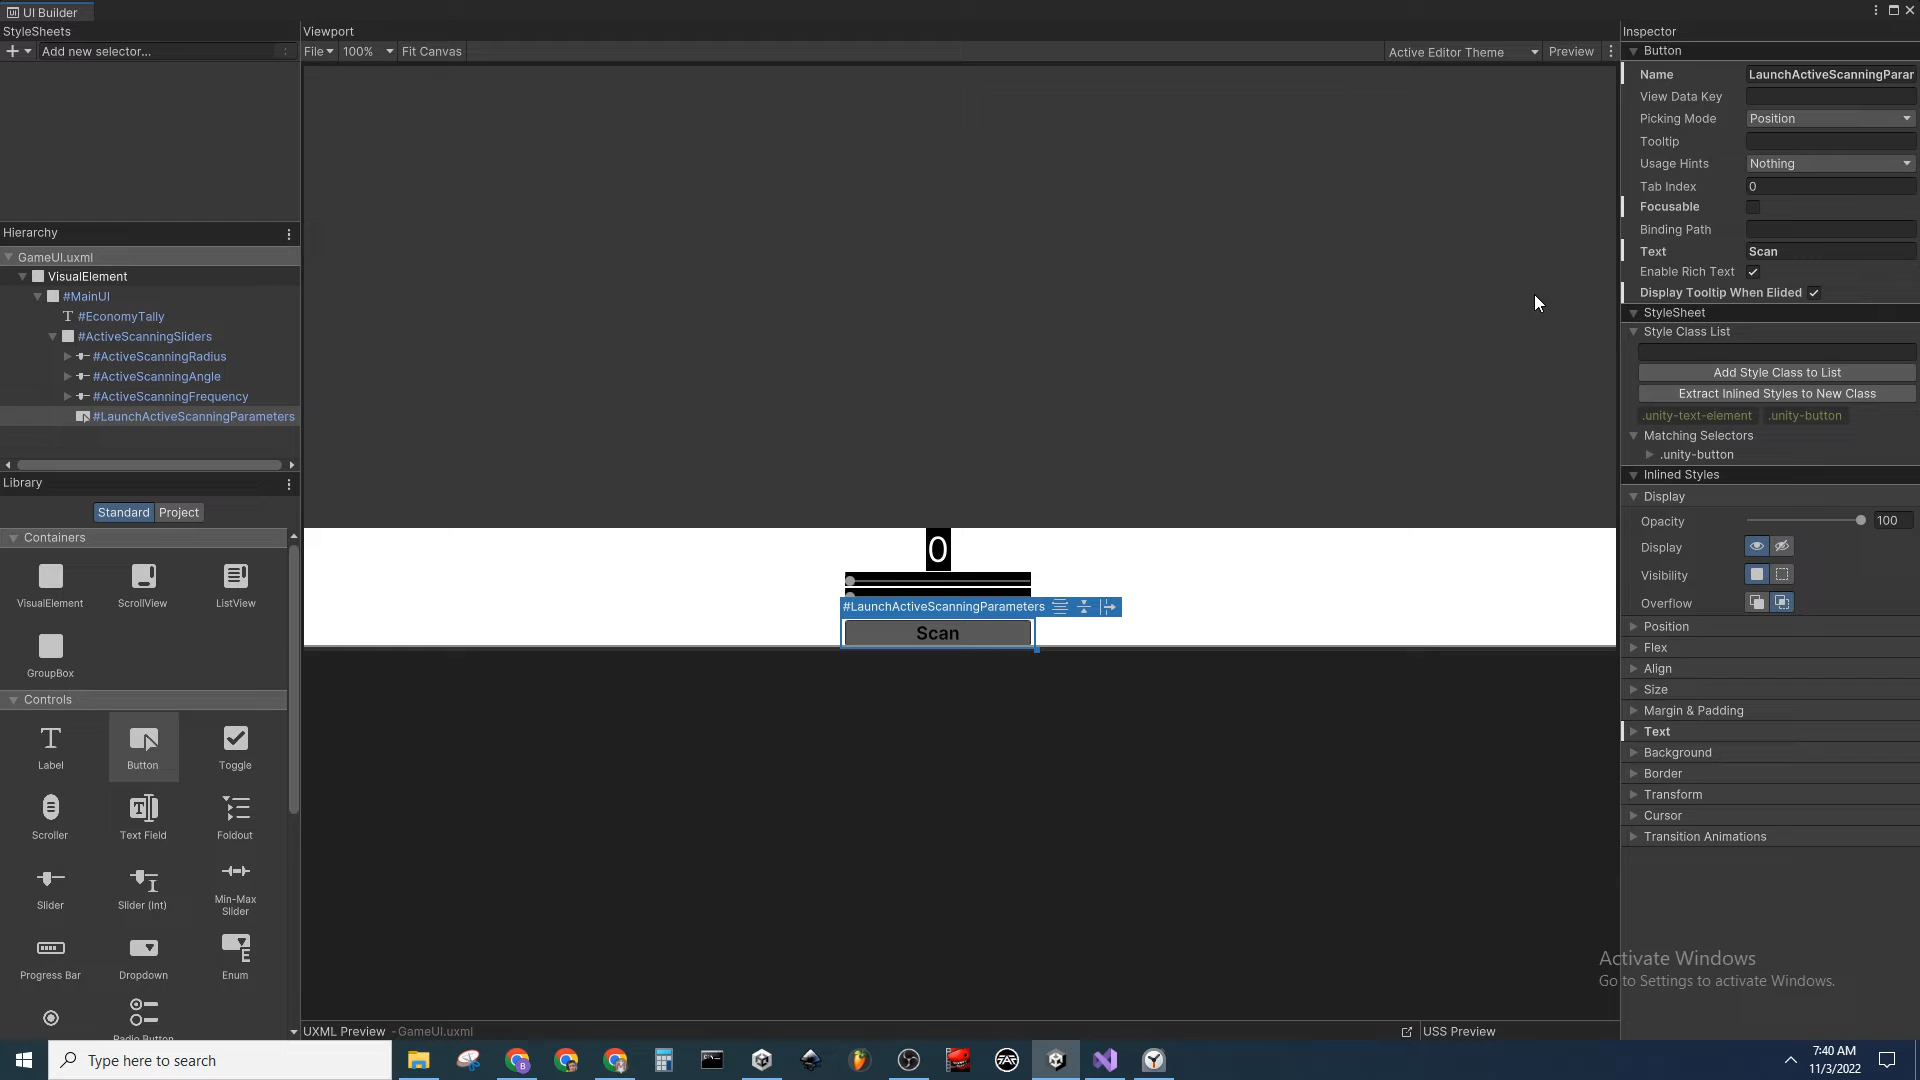 UI Builder
StyleSheets
Add new selector...
Viewport
File
100%
Fit Canvas
Active Editor Theme
Preview
Inspector
Button
Name
LaunchActiveScanningParar
View Data Key
Picking Mode
Position
Tooltip
Usage Hints
Nothing
Tab Index
0
Focusable
Binding Path
Text
Scan
Enable Rich Text
Display Tooltip When Elided
StyleSheet
Style Class List
Add Style Class to List
Extract Inlined Styles to New Class
.unity-text-element
.unity-button
Matching Selectors
.unity-button
Inlined Styles
Display
Opacity
100
Display
Visibility
Overflow
Position
Flex
Align
Size
Margin & Padding
Text
Background
Border
Transform
Cursor
Transition Animations
Hierarchy
GameUI.uxml
VisualElement
#MainUI
#EconomyTally
#ActiveScanningSliders
#ActiveScanningRadius
#ActiveScanningAngle
#ActiveScanningFrequency
#LaunchActiveScanningParameters
Library
Standard
Project
Containers
VisualElement
ScrollView
ListView
GroupBox
Controls
Label
Button
Toggle
Scroller
Text Field
Foldout
Slider
Slider (Int)
Min-Max
Slider
Progress Bar
Dropdown
Enum
Radio Button
0
#LaunchActiveScanningParameters
Scan
UXML Preview - GameUI.uxml
USS Preview
Activate Windows
Go to Settings to activate Windows.
Type here to search
7:40 AM
11/3/2022